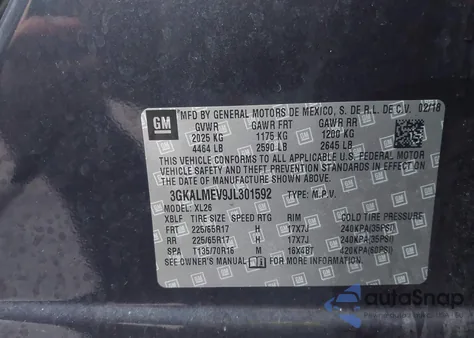 GM
MFD BY GENERAL MOTORS DE MEXICO, S. DE R.L. DE C.V. 02/18
GVWR GAWR FRT GAWR RR
2025 KG 1175 KG 1200 KG
4464 LB 2590 LB 2645 LB
THIS VEHICLE CONFORMS TO ALL APPLICABLE U.S. FEDERAL MOTOR
VEHICLE SAFETY, BUMPER, AND THEFT PREVENTION STANDARDS IN
EFFECT ON THE DATE OF MANUFACTURE SHOWN ABOVE.
3GKALMEV9JL301592 TYPE: M.P.V.
MODEL: XL26
XBLF TIRE SIZE SPEED RTG RIM COLD TIRE PRESSURE
FRT 225/65R17 H 17X7J 240KPA(35PSI)
RR 225/65R17 H 17X7J 240KPA(35PSI)
SPA T135/70R16 M 16X4BT 420KPA(60PSI)
SEE OWNER'S MANUAL FOR MORE INFORMATION
autoSnap